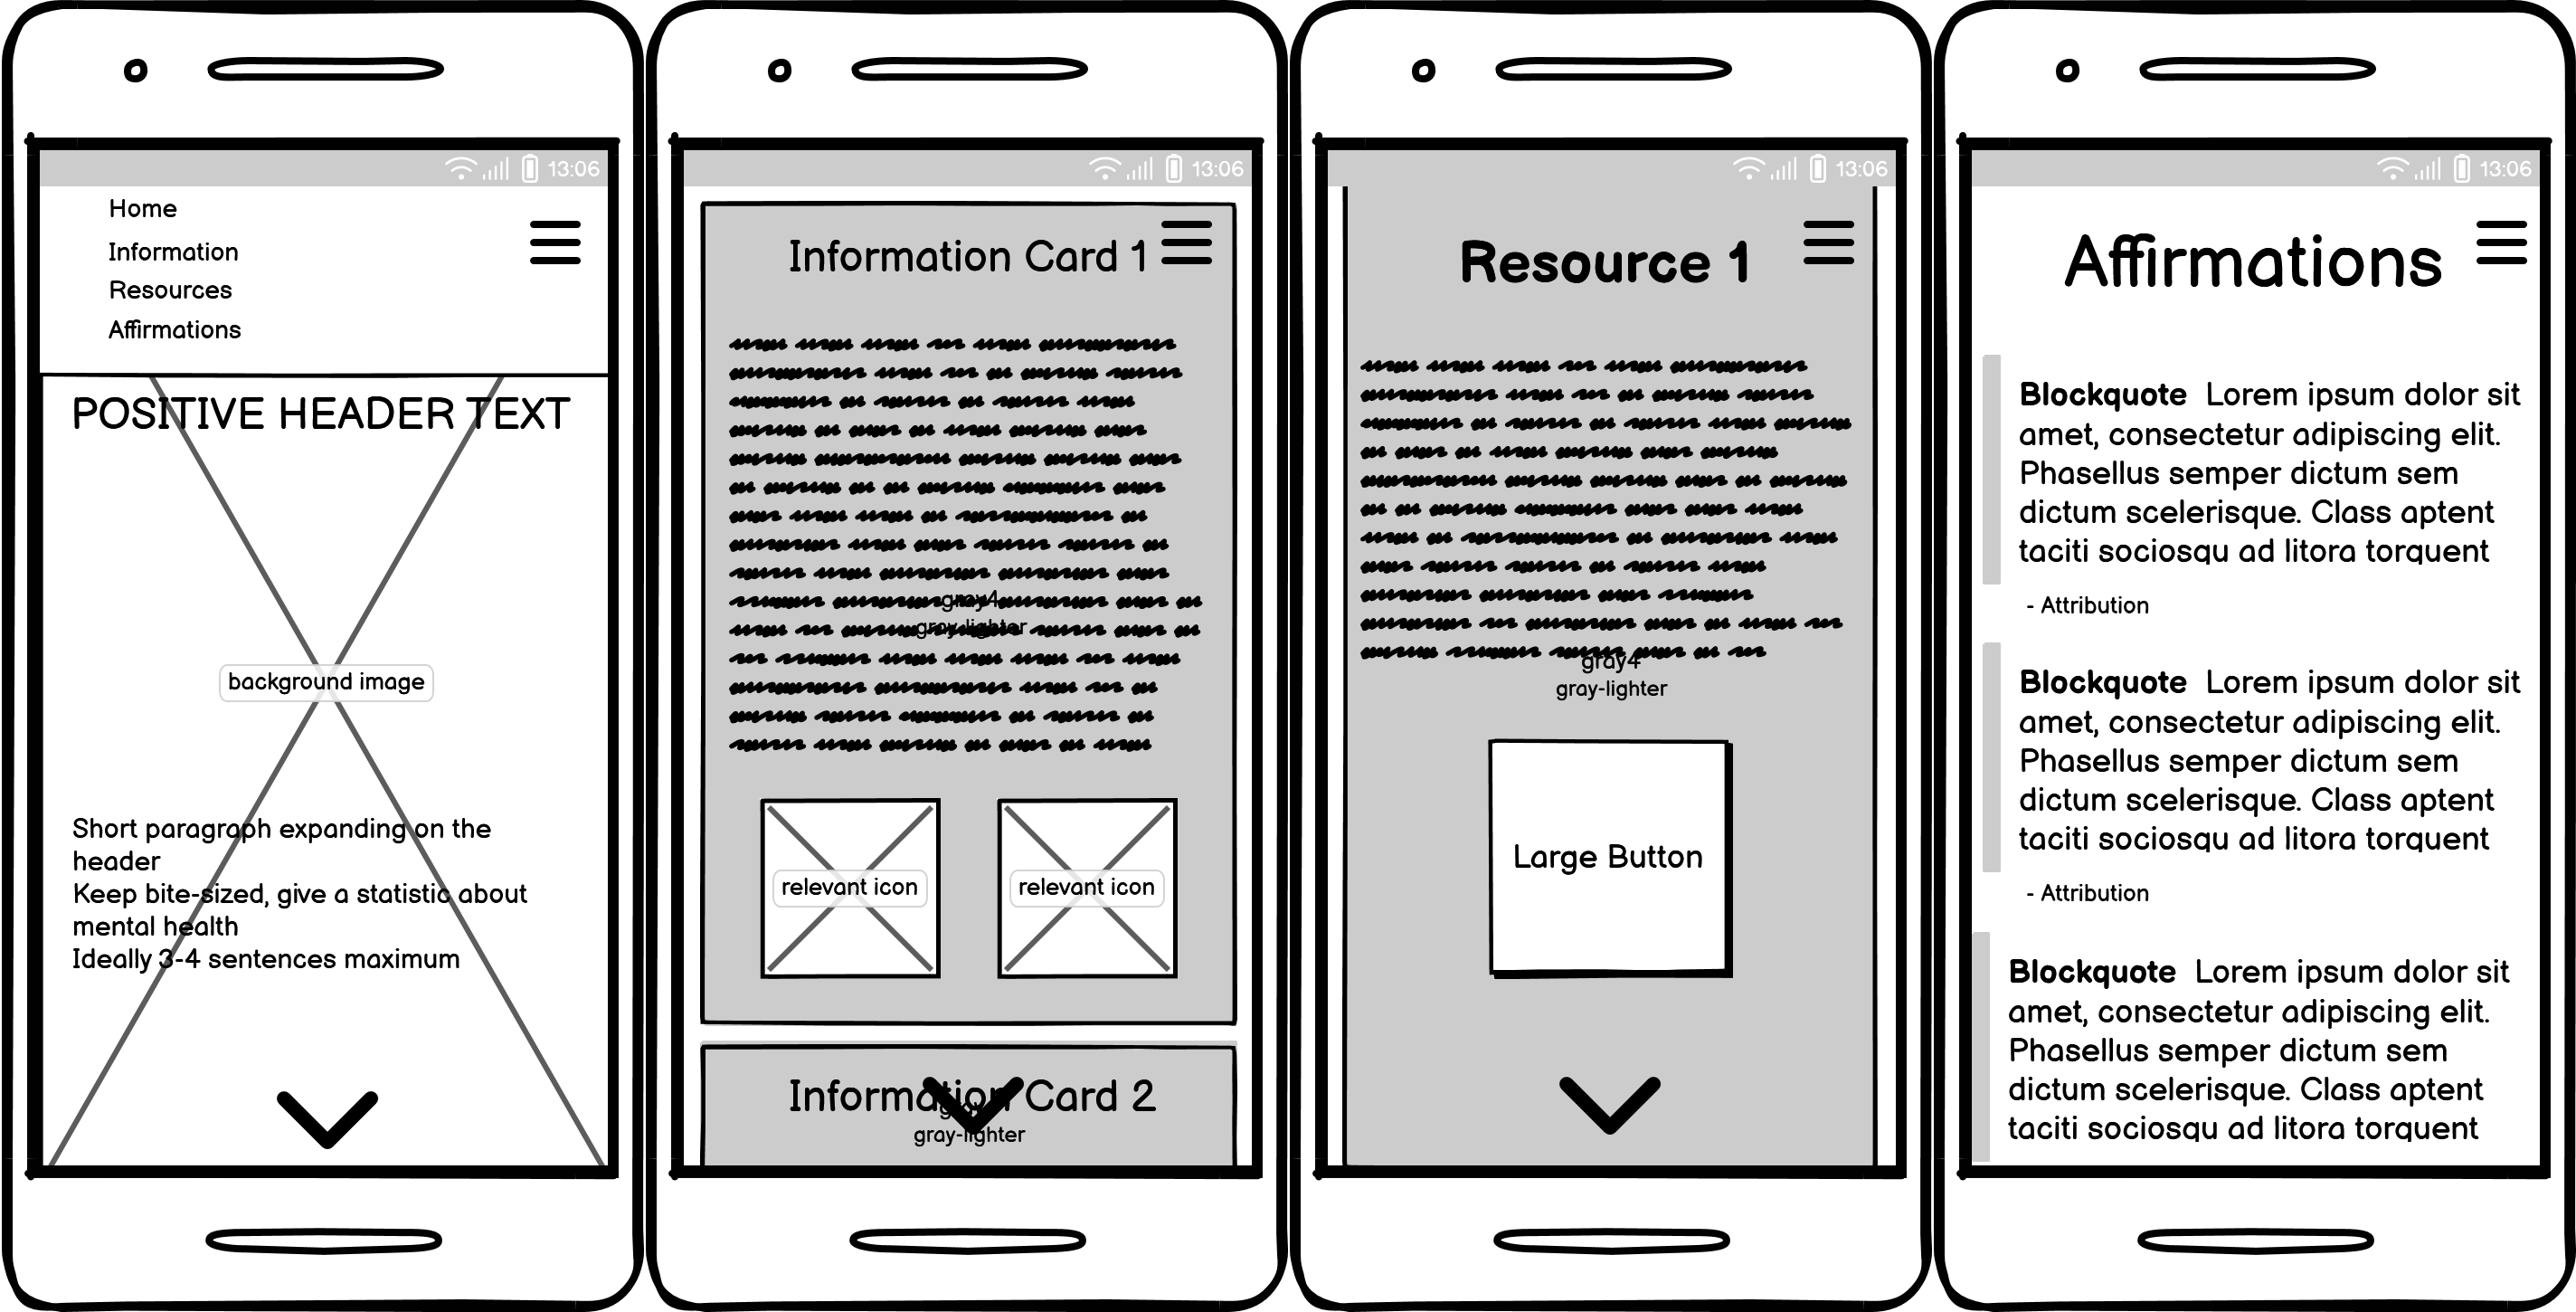 13:06
Home
Information
Resources
Affirmations
POSITIVE HEADER TEXT
background image
Short paragraph expanding on the
header
Keep bite-sized, give a statistic about
mental health
Ideally 3-4 sentences maximum
13:06
Information Card 1
gray4
gray-lighter
relevant icon
relevant icon
Information Card 2
gray-lighter
13:06
Resource 1
gray4
gray-lighter
Large Button
13:06
Affirmations
Blockquote Lorem ipsum dolor sit
amet, consectetur adipiscing elit.
Phasellus semper dictum sem
dictum scelerisque. Class aptent
taciti sociosqu ad litora torquent
- Attribution
Blockquote Lorem ipsum dolor sit
amet, consectetur adipiscing elit.
Phasellus semper dictum sem
dictum scelerisque. Class aptent
taciti sociosqu ad litora torquent
- Attribution
Blockquote Lorem ipsum dolor sit
amet, consectetur adipiscing elit.
Phasellus semper dictum sem
dictum scelerisque. Class aptent
taciti sociosqu ad litora torquent